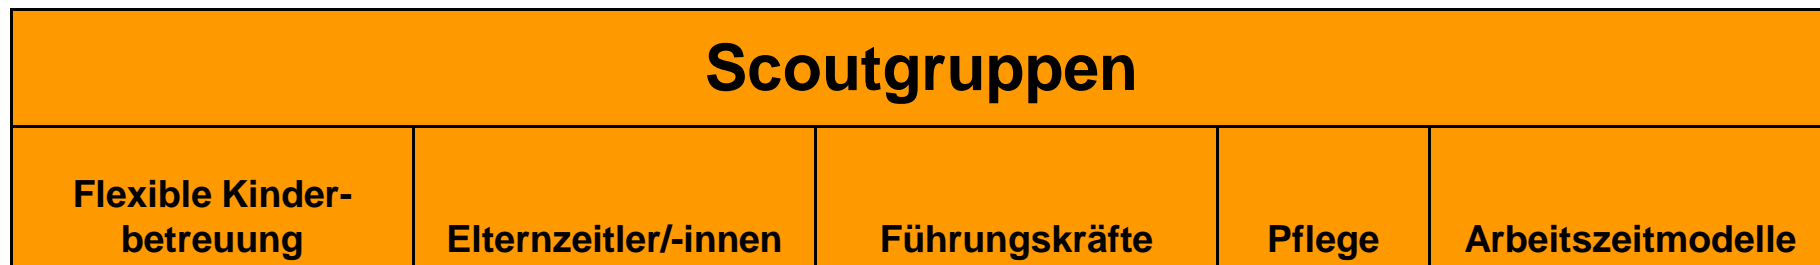 Scoutgruppen
Flexible Kinder-
betreuung
Elternzeitler/-innen
Führungskräfte
Pflege
Arbeitszeitmodelle